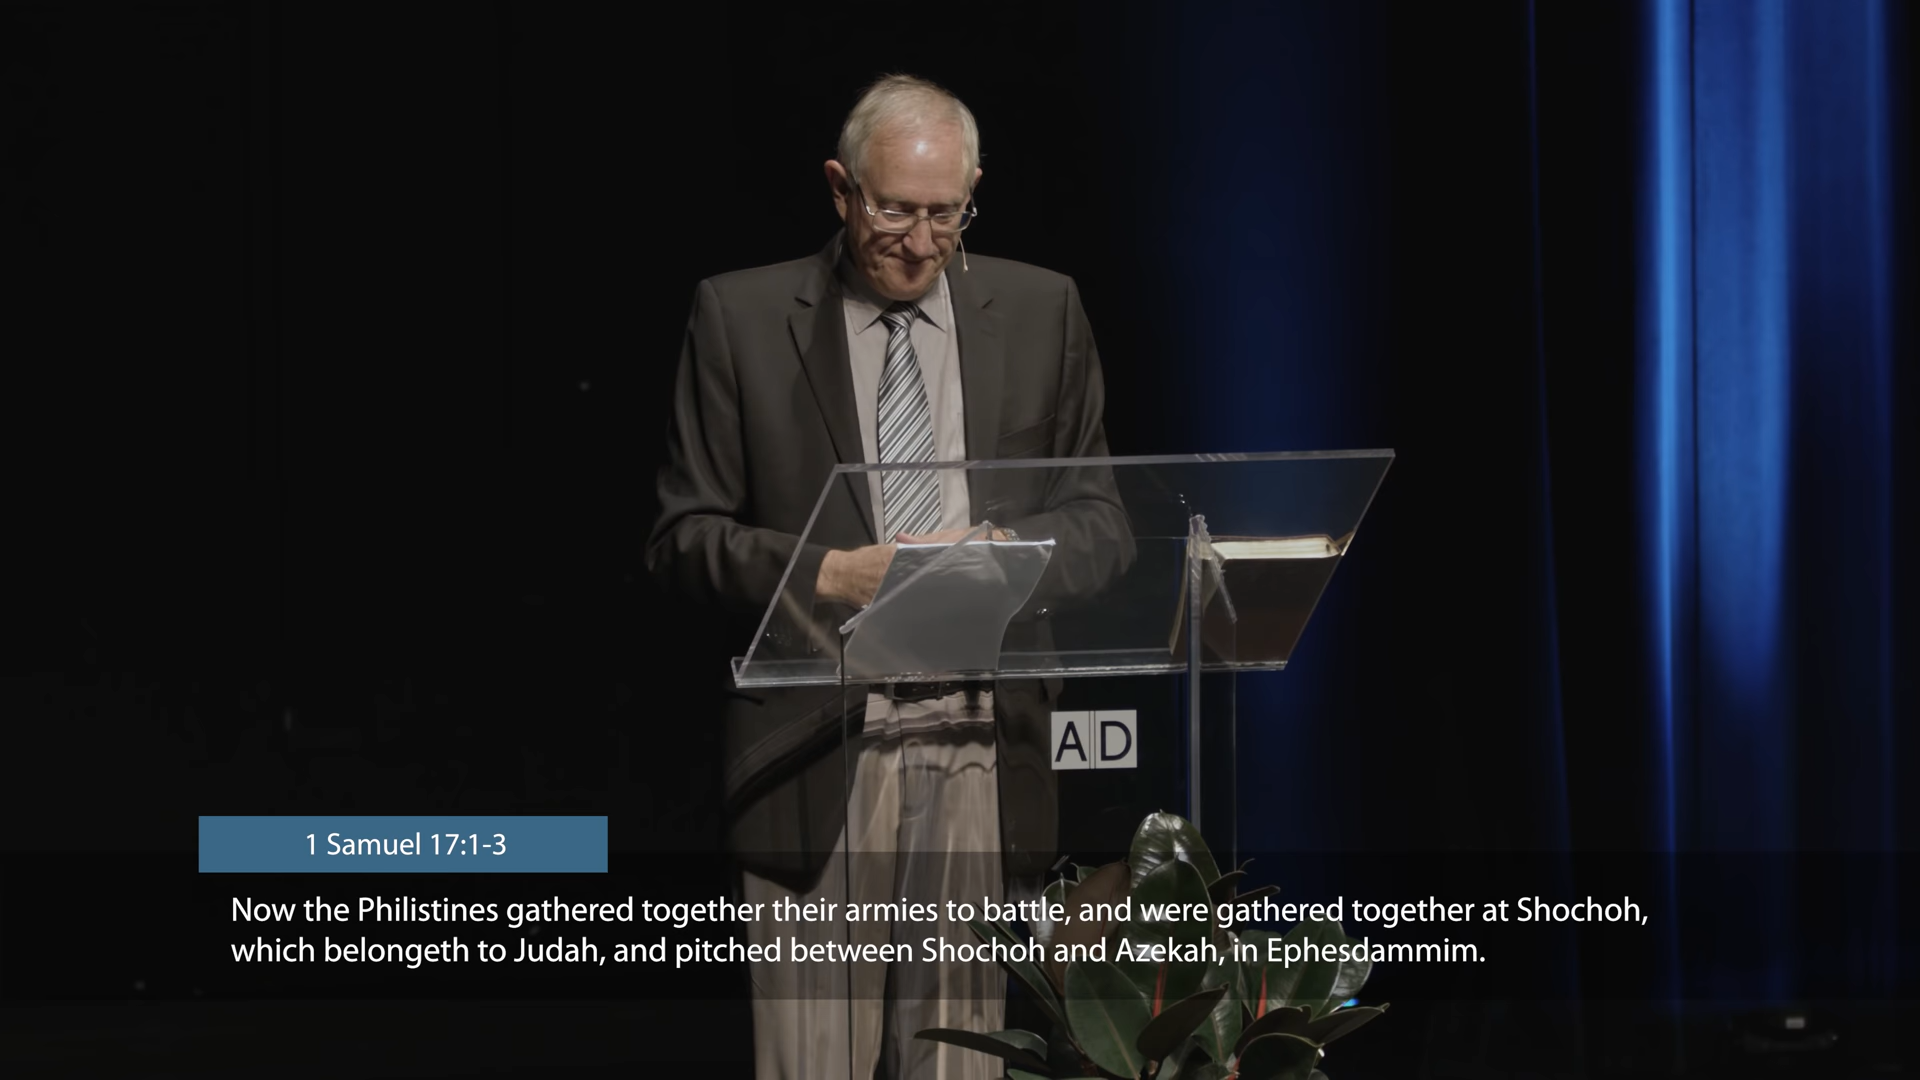 AD
1 Samuel 17:1-3
Now the Philistines gathered together their armies to battle, and were gathered together at Shochoh,
which belongeth to Judah, and pitched between Shochoh and Azekah, in Ephesdammim.